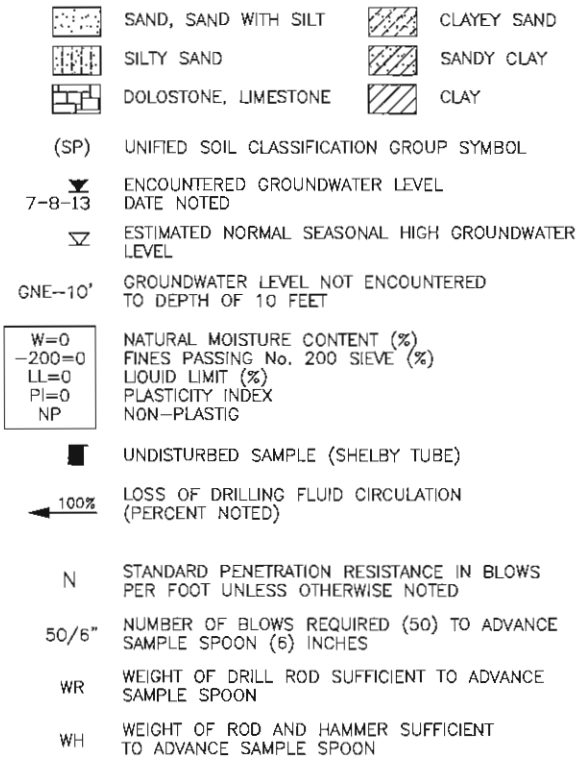 SAND, SAND WITH SILT
CLAYEY SAND
SILTY SAND
SANDY CLAY
DOLOSTONE, LIMESTONE
CLAY
(SP) UNIFIED SOIL CLASSIFICATION GROUP SYMBOL
ENCOUNTERED GROUNDWATER LEVEL
7-8-13 DATE NOTED
ESTIMATED NORMAL SEASONAL HIGH GROUNDWATER
LEVEL
GNE-10' GROUNDWATER LEVEL NOT ENCOUNTERED
TO DEPTH OF 10 FEET
W=0 NATURAL MOISTURE CONTENT (%)
-200=0 FINES PASSING No. 200 SIEVE (%)
LL=0 LIQUID LIMIT (%)
PI=0 PLASTICITY INDEX
NP NON-PLASTIC
UNDISTURBED SAMPLE (SHELBY TUBE)
100% LOSS OF DRILLING FLUID CIRCULATION
(PERCENT NOTED)
N STANDARD PENETRATION RESISTANCE IN BLOWS
PER FOOT UNLESS OTHERWISE NOTED
50/6" NUMBER OF BLOWS REQUIRED (50) TO ADVANCE
SAMPLE SPOON (6) INCHES
WR WEIGHT OF DRILL ROD SUFFICIENT TO ADVANCE
SAMPLE SPOON
WH WEIGHT OF ROD AND HAMMER SUFFICIENT
TO ADVANCE SAMPLE SPOON